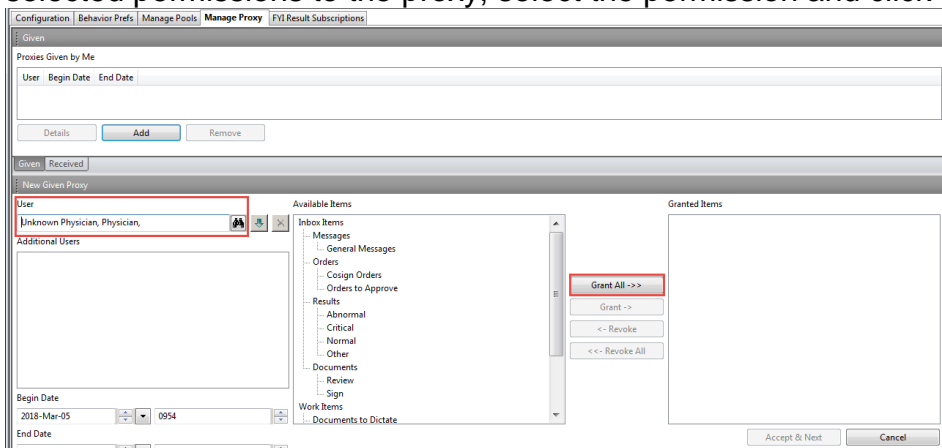 selected permissions to the proxy, select the permission and click
Configuration Behavior Prefs Manage Pools Manage Proxy FYI Result Subscriptions
Given
Proxies Given by Me
User Begin Date End Date
Details Add Remove
Given Received
New Given Proxy
User
Unknown Physician, Physician,
Additional Users
Begin Date
2018-Mar-05 0954
End Date
Available Items
Inbox Items
Messages
General Messages
Orders
Cosign Orders
Orders to Approve
Results
Abnormal
Critical
Normal
Other
Documents
Review
Sign
Work Items
Documents to Dictate
Grant All ->>
Grant ->
<- Revoke
<<- Revoke All
Granted Items
Accept & Next Cancel